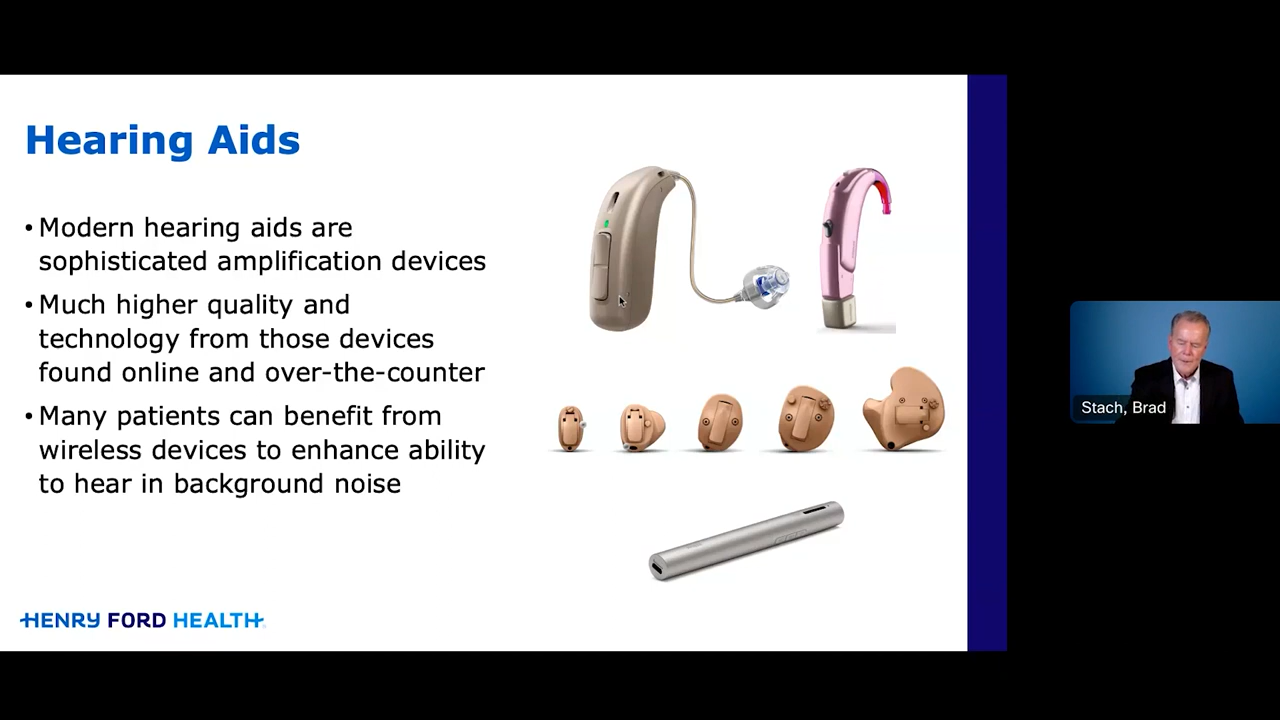 Hearing Aids
• Modern hearing aids are
sophisticated amplification devices
• Much higher quality and
technology from those devices
found online and over-the-counter
• Many patients can benefit from
wireless devices to enhance ability
to hear in background noise
HENRY FORD HEALTH
Stach, Brad